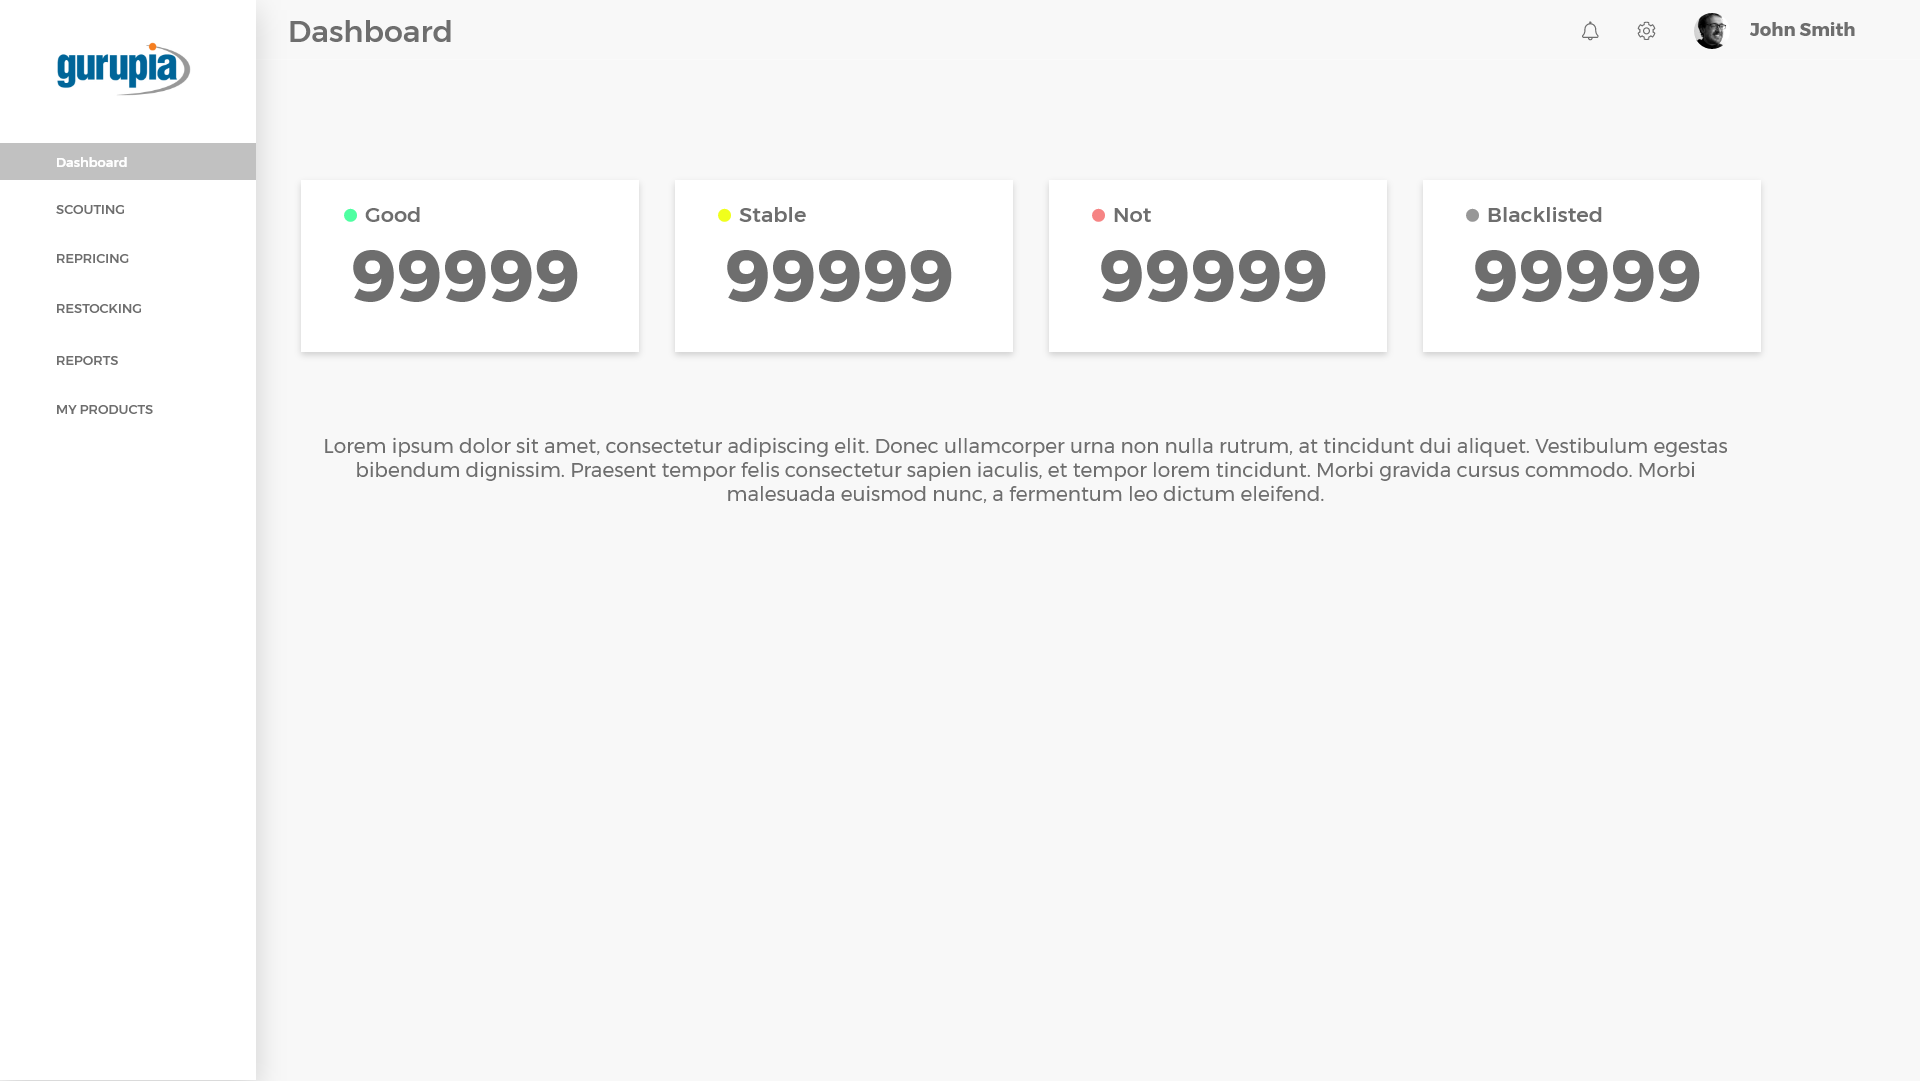 gurupia
Dashboard
John Smith
Dashboard
SCOUTING
REPRICING
RESTOCKING
REPORTS
MY PRODUCTS
Good
99999
Stable
99999
Not
99999
Blacklisted
99999
Lorem ipsum dolor sit amet, consectetur adipiscing elit. Donec ullamcorper urna non nulla rutrum, at tincidunt dui aliquet. Vestibulum egestas
bibendum dignissim. Praesent tempor felis consectetur sapien iaculis, et tempor lorem tincidunt. Morbi gravida cursus commodo. Morbi
malesuada euismod nunc, a fermentum leo dictum eleifend.